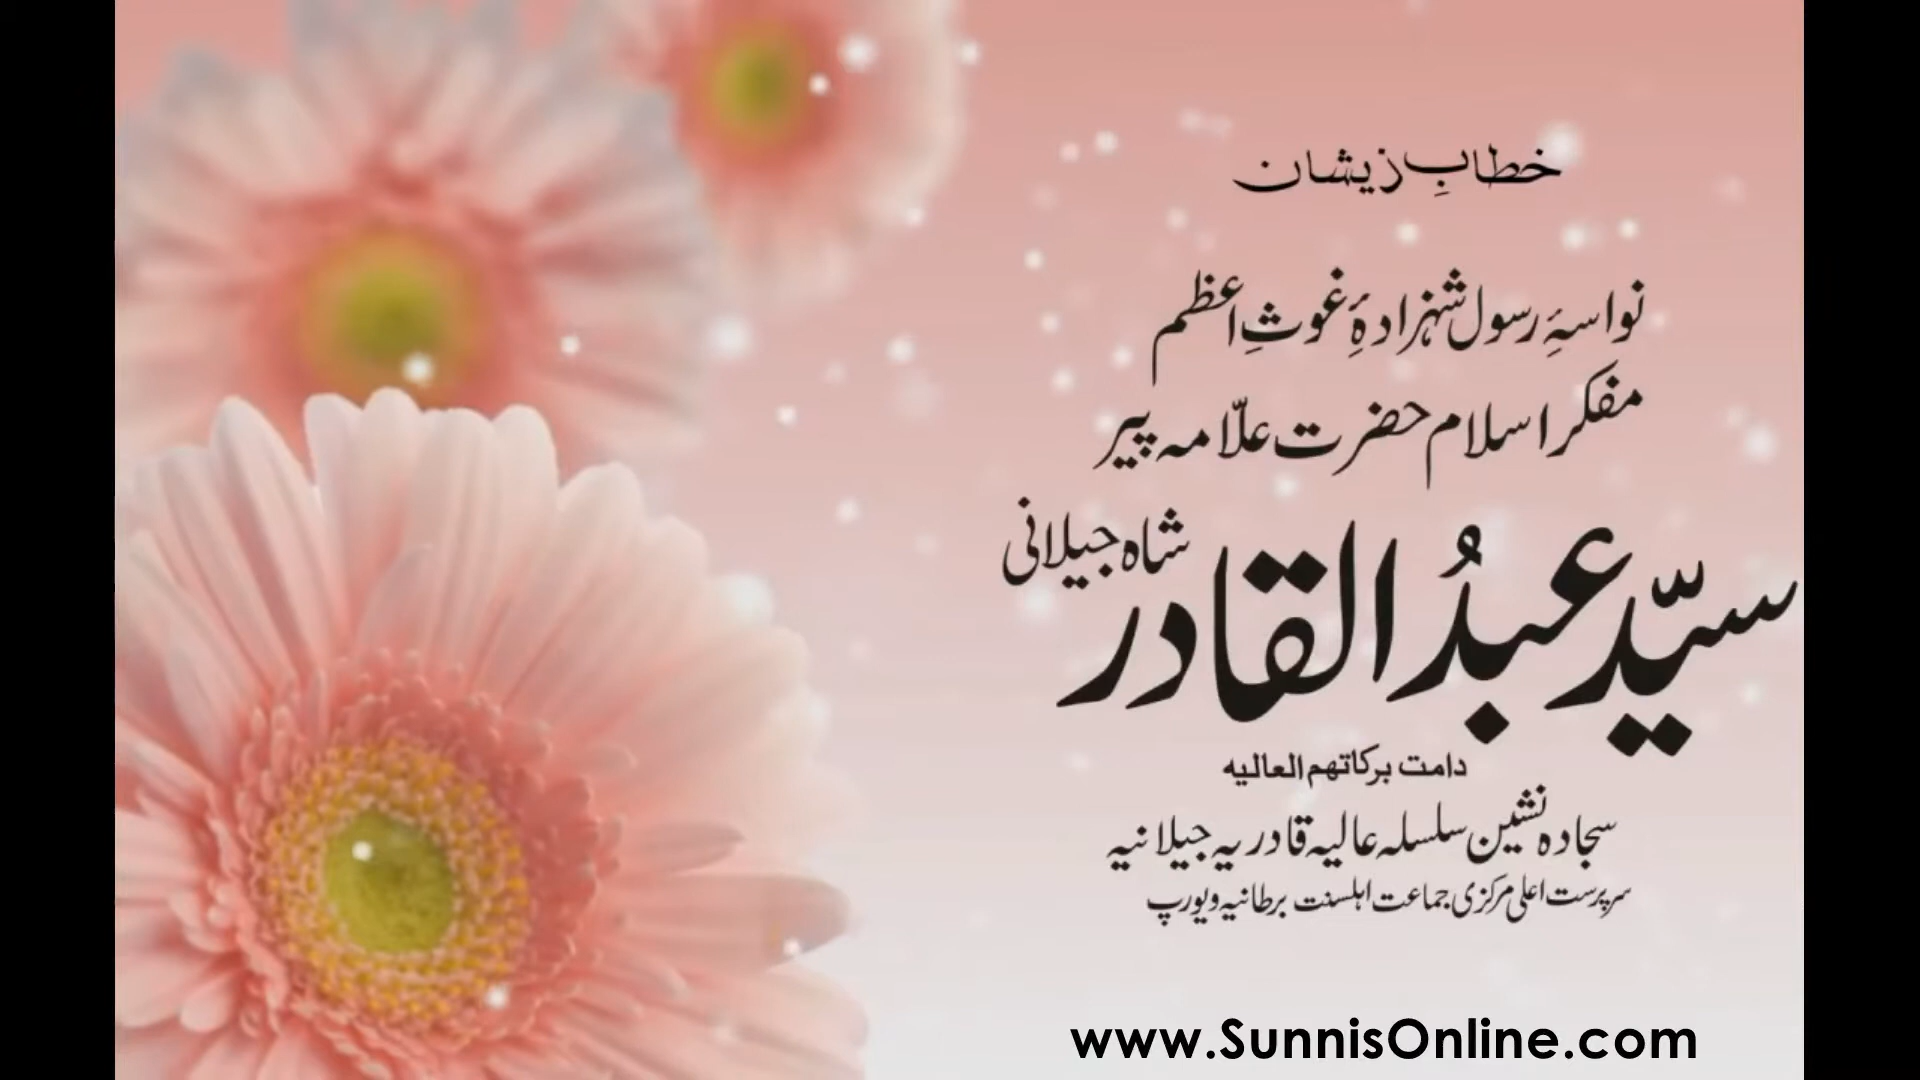 خطابِ ذیشان
نواسۂِ رسول شہزادۂِ غوثِ اعظم
مفکر اسلام حضرت علّامہ پیر
سیّد عبدُالقادر شاہ جیلانی
دامت برکاتہم العالیہ
سجادہ نشین سلسلہ عالیہ قادریہ جیلانیہ
سرپرست اعلی مرکزی جماعت اہلسنت برطانیہ و یورپ
www.SunnisOnline.com